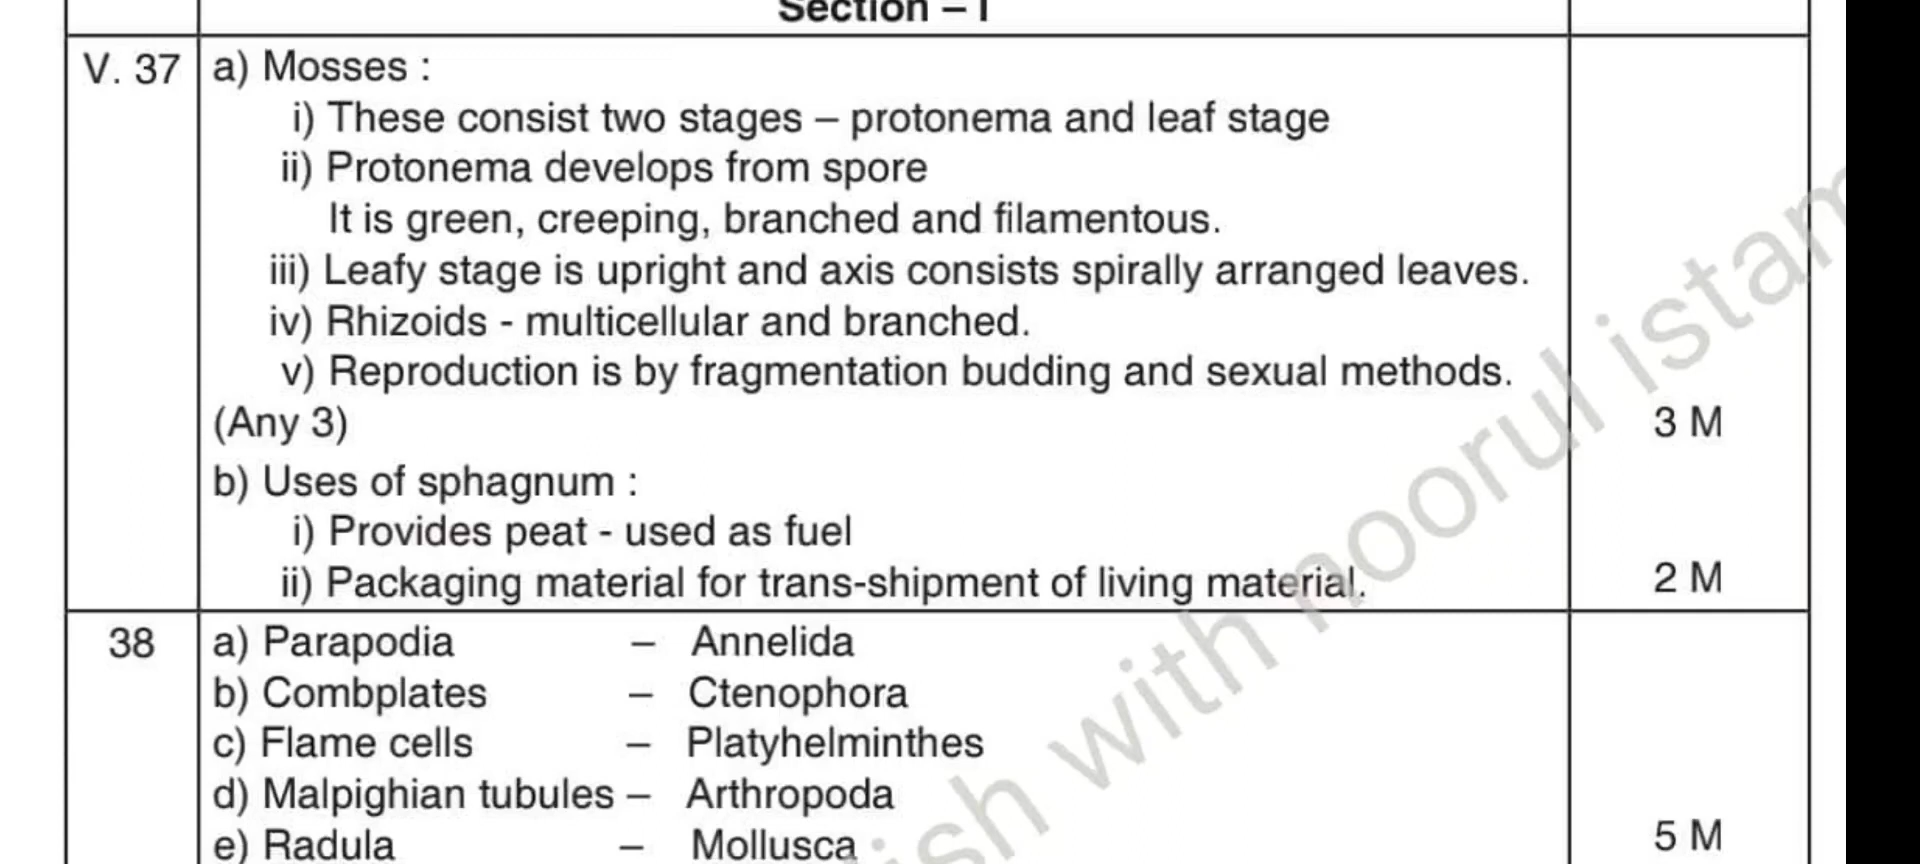 Section – I
V. 37 a) Mosses :
i) These consist two stages – protonema and leaf stage
ii) Protonema develops from spore
It is green, creeping, branched and filamentous.
iii) Leafy stage is upright and axis consists spirally arranged leaves.
iv) Rhizoids - multicellular and branched.
v) Reproduction is by fragmentation budding and sexual methods.
(Any 3) 3 M
b) Uses of sphagnum :
i) Provides peat - used as fuel
ii) Packaging material for trans-shipment of living material. 2 M
38 a) Parapodia – Annelida
b) Combplates – Ctenophora
c) Flame cells – Platyhelminthes
d) Malpighian tubules – Arthropoda
e) Radula – Mollusca 5 M
with noorul